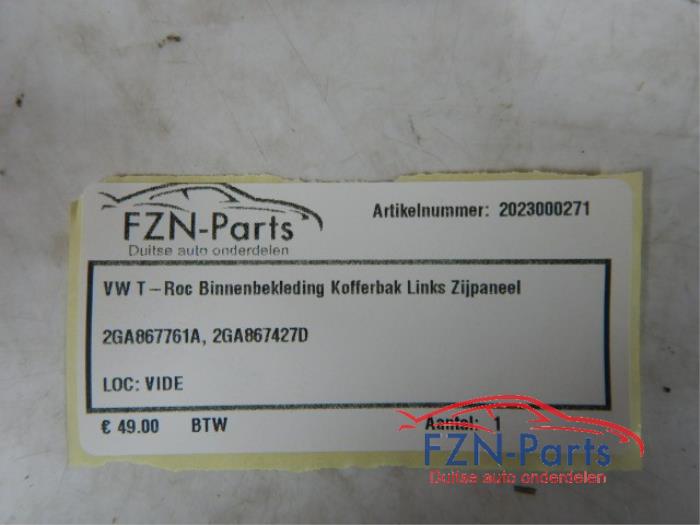 FZN-Parts
Duitse auto onderdelen
Artikelnummer: 2023000271
VW T-Roc Binnenbekleding Kofferbak Links Zijpaneel
2GA867761A, 2GA867427D
LOC: VIDE
€ 49.00 BTW Aantal: 1
FZN-Parts
Duitse auto onderdelen